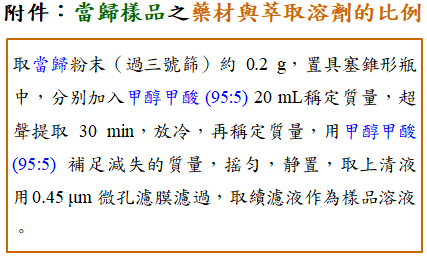 附件：當歸樣品之藥材與萃取溶劑的比例
取當歸粉末（過三號篩）約 0.2 g，置具塞錐形瓶
中，分別加入甲醇甲酸 (95:5) 20 mL稱定質量，超
聲提取 30 min，放冷，再稱定質量，用甲醇甲酸
(95:5) 補足減失的質量，搖勻，靜置，取上清液
用0.45 μm 微孔濾膜濾過，取續濾液作為樣品溶液
。